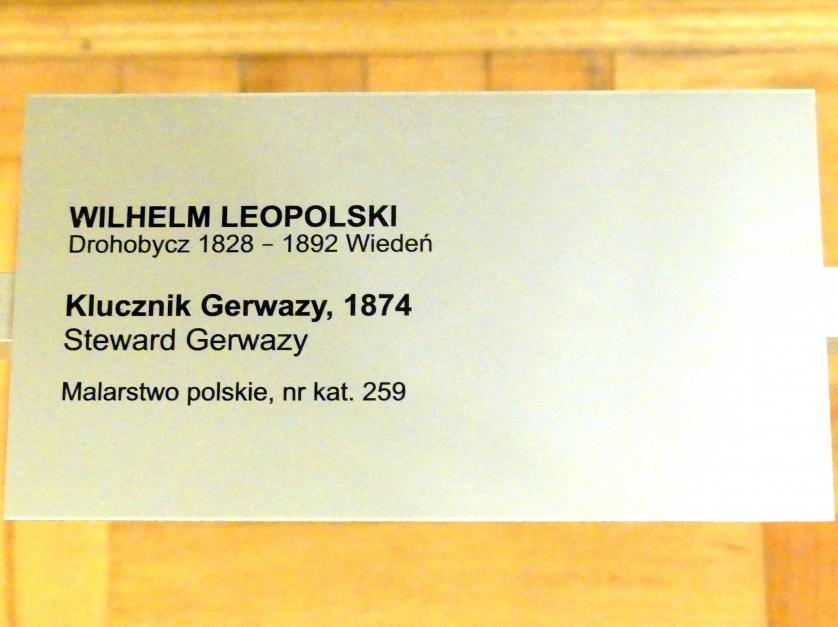 WILHELM LEOPOLSKI
Drohobycz 1828 – 1892 Wiedeń
Klucznik Gerwazy, 1874
Steward Gerwazy
Malarstwo polskie, nr kat. 259